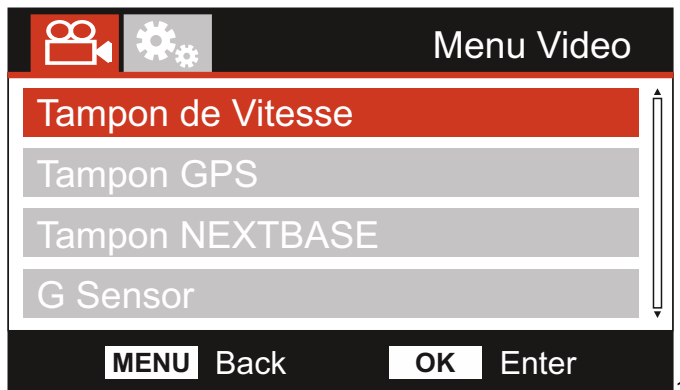 Menu Video
Tampon de Vitesse
Tampon GPS
Tampon NEXTBASE
G Sensor
MENU Back OK Enter